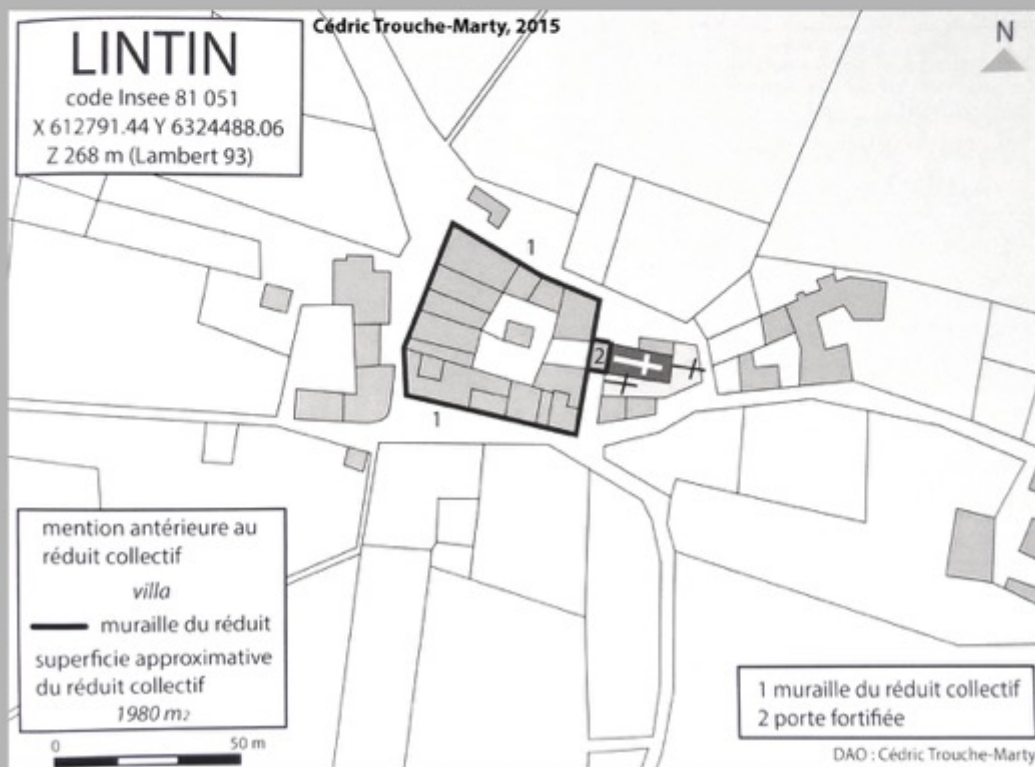 Cédric Trouche-Marty, 2015
LINTIN
code Insee 81 051
X 612791.44 Y 6324488.06
Z 268 m (Lambert 93)
N
1
2
1
mention antérieure au
réduit collectif
villa
muraille du réduit
superficie approximative
du réduit collectif
1980 m2
0 50 m
1 muraille du réduit collectif
2 porte fortifiée
DAO : Cédric Trouche-Marty